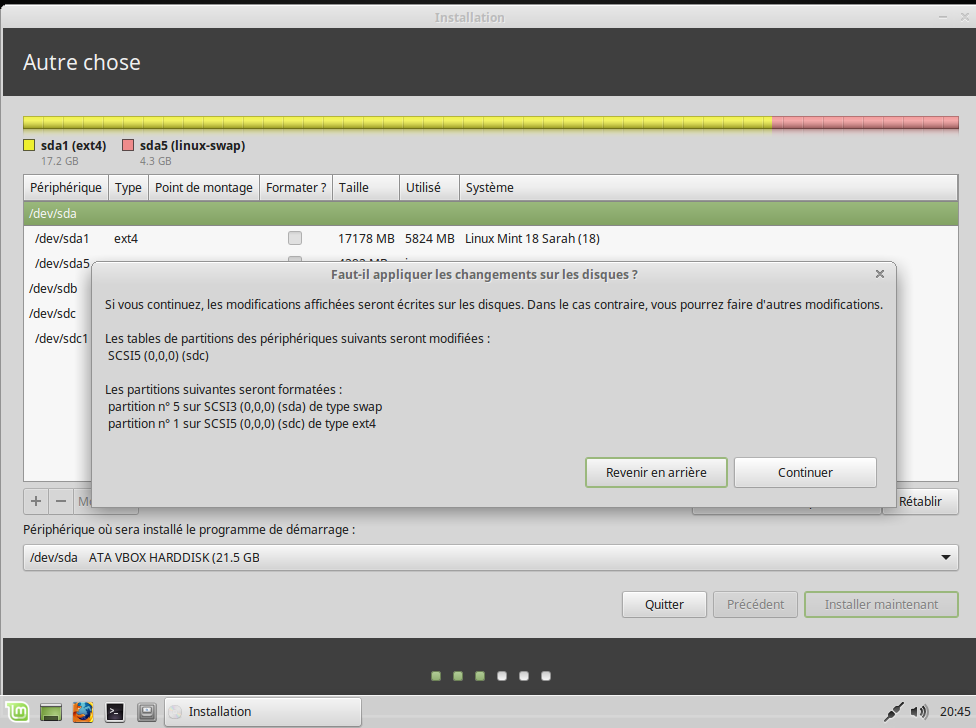 Installation
Autre chose
sda1 (ext4) sda5 (linux-swap)
17.2 GB 4.3 GB
Périphérique Type Point de montage Formater ? Taille Utilisé Système
/dev/sda
/dev/sda1 ext4 17178 MB 5824 MB Linux Mint 18 Sarah (18)
/dev/sda5
/dev/sdb
/dev/sdc
/dev/sdc1
Faut-il appliquer les changements sur les disques ?
Si vous continuez, les modifications affichées seront écrites sur les disques. Dans le cas contraire, vous pourrez faire d'autres modifications.
Les tables de partitions des périphériques suivants seront modifiées :
SCSI5 (0,0,0) (sdc)
Les partitions suivantes seront formatées :
partition n° 5 sur SCSI3 (0,0,0) (sda) de type swap
partition n° 1 sur SCSI5 (0,0,0) (sdc) de type ext4
Revenir en arrière Continuer
+ − Rétablir
Périphérique où sera installé le programme de démarrage :
/dev/sda ATA VBOX HARDDISK (21.5 GB
Quitter Précédent Installer maintenant
Installation 20:45